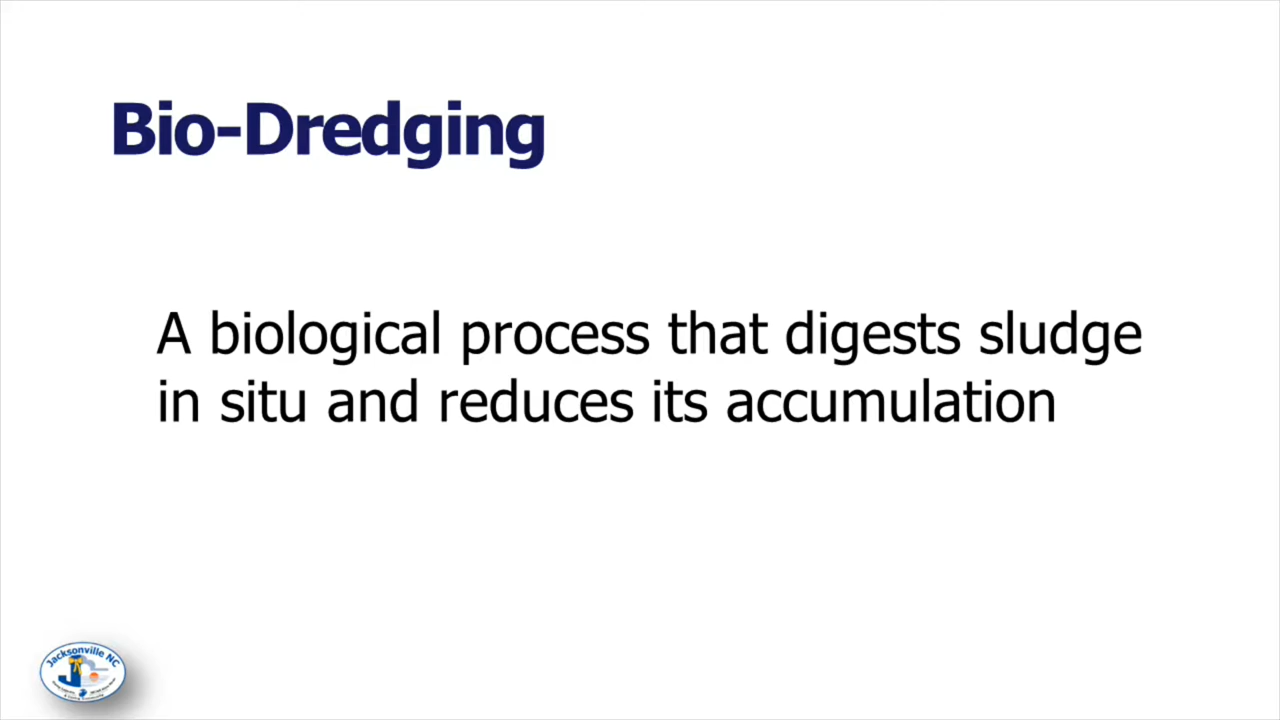 Bio-Dredging
A biological process that digests sludge
in situ and reduces its accumulation
Jacksonville NC